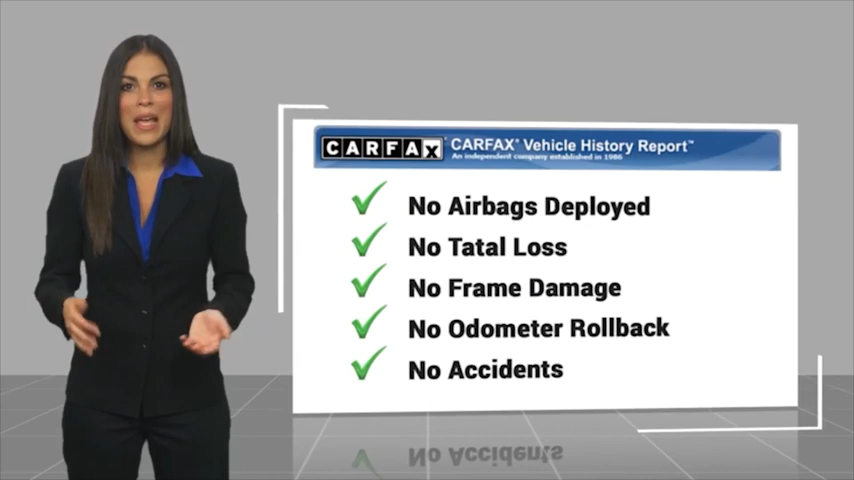 CARFAX CARFAX® Vehicle History Report™
An independent company established in 1986
No Airbags Deployed
No Tatal Loss
No Frame Damage
No Odometer Rollback
No Accidents
No Accidents